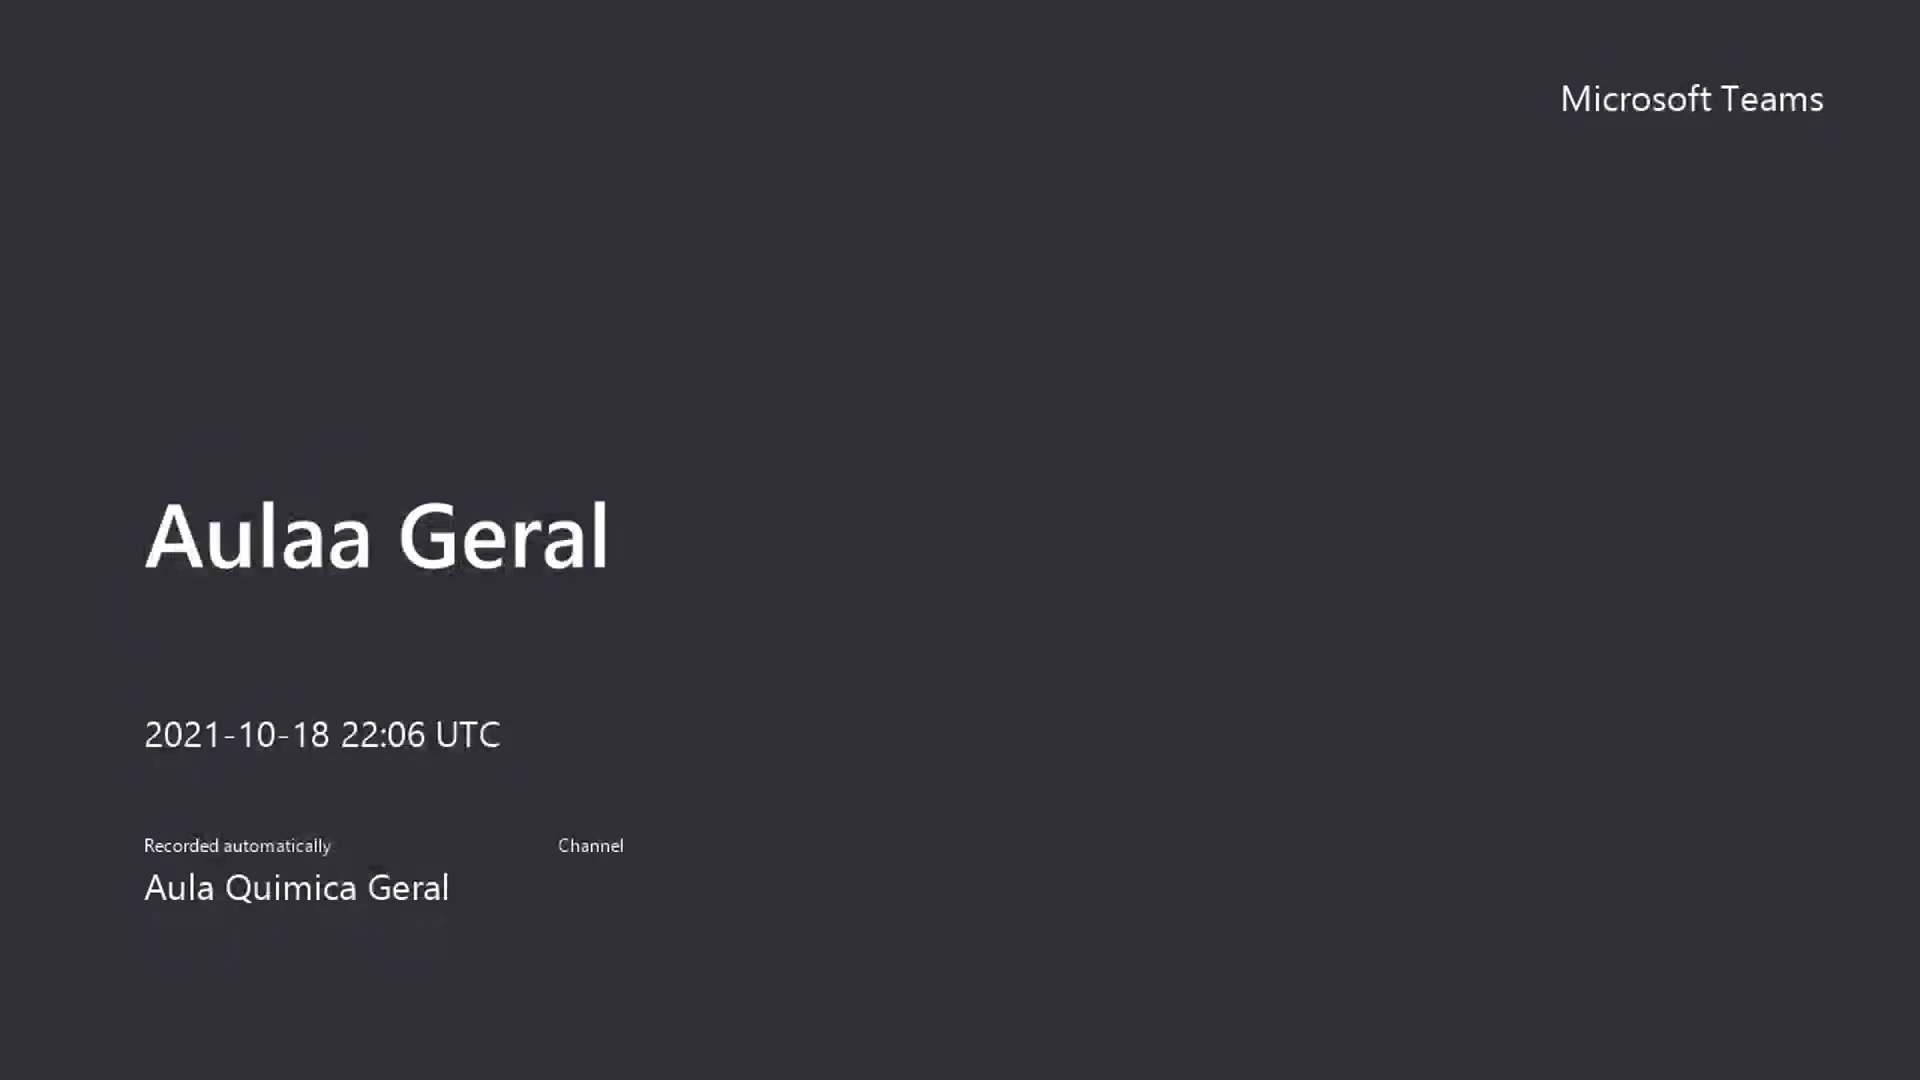 Microsoft Teams
Aulaa Geral
2021-10-18 22:06 UTC
Recorded automatically
Channel
Aula Quimica Geral